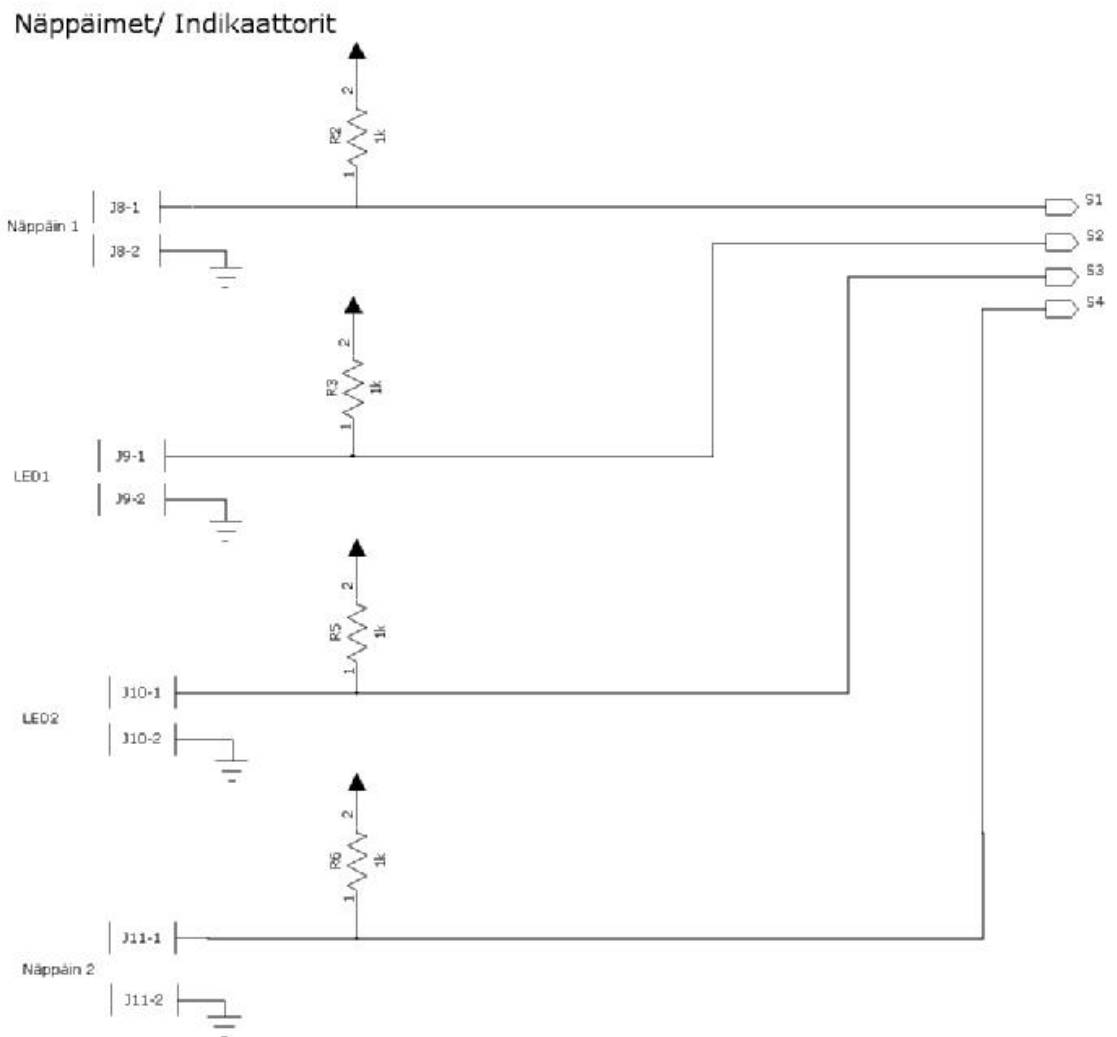 Näppäimet/ Indikaattorit
2
R2
1k
1
J8-1
S1
Näppäin 1
S2
J8-2
S3
S4
2
R3
1k
1
J9-1
LED1
J9-2
2
R5
1k
1
J10-1
LED2
J10-2
2
R6
1k
1
J11-1
Näppäin 2
J11-2